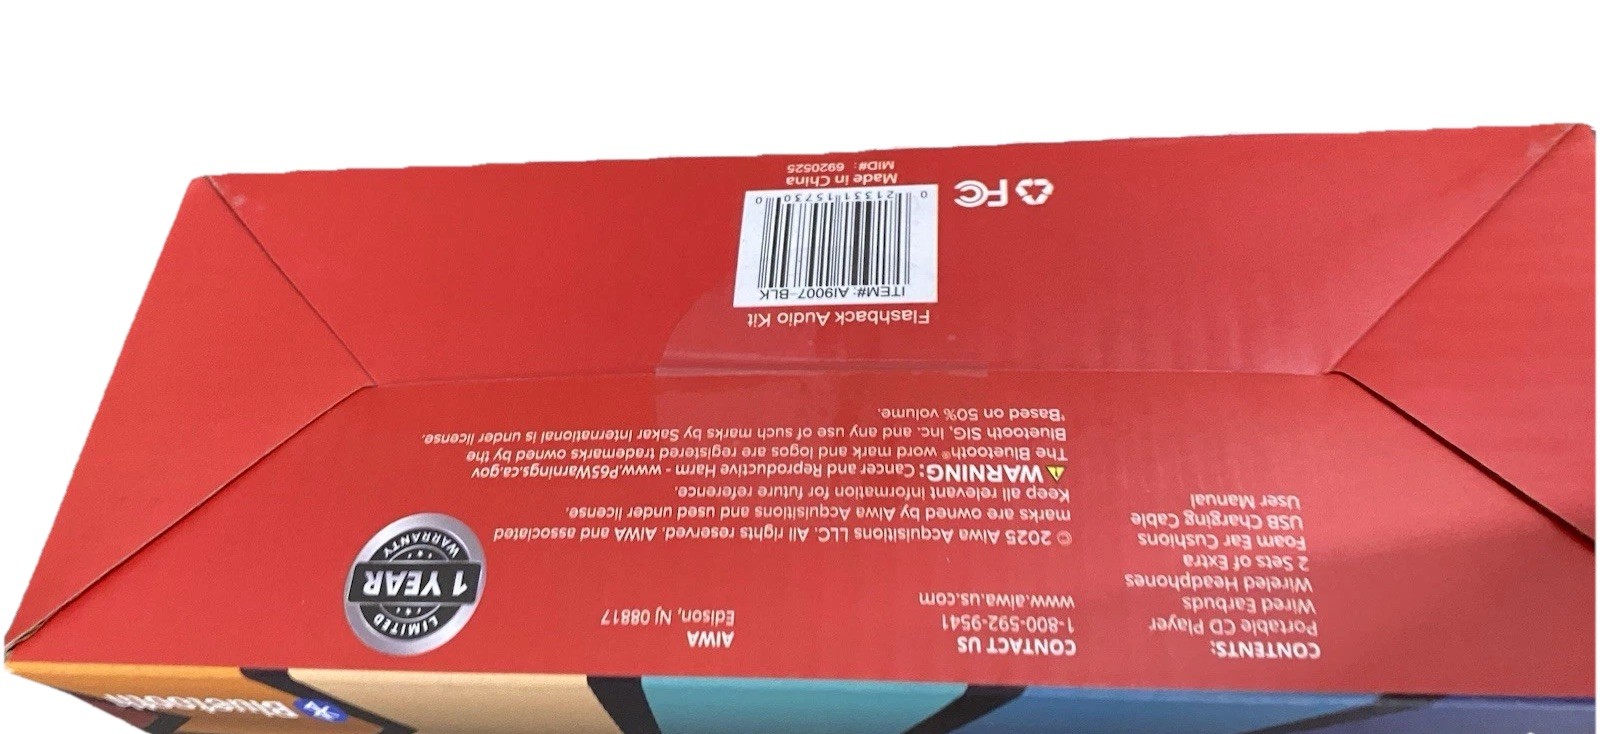 CONTENTS:
Portable CD Player
Wired Earbuds
Wireled Headphones
2 Sets of Extra
Foam Ear Cushions
USB Charging Cable
User Manual
CONTACT US
1-800-592-9541
www.aiwa.us.com
AIWA
Edison, NJ 08817
LIMITED
1 YEAR
WARRANTY
© 2025 Aiwa Acquisitions LLC. All rights reserved. AIWA and associated
marks are owned by Aiwa Acquisitions and used under license.
Keep all relevant information for future reference.
⚠WARNING: Cancer and Reproductive Harm - www.P65Warnings.ca.gov
The Bluetooth® word mark and logos are registered trademarks owned by the
Bluetooth SIG, Inc. and any use of such marks by Sakar International is under license.
†Based on 50% volume.
Flashback Audio Kit
ITEM#: AI9007-BLK
0 21331 15730 0
FC
Made in China
MID#: 6920525
Bluetooth